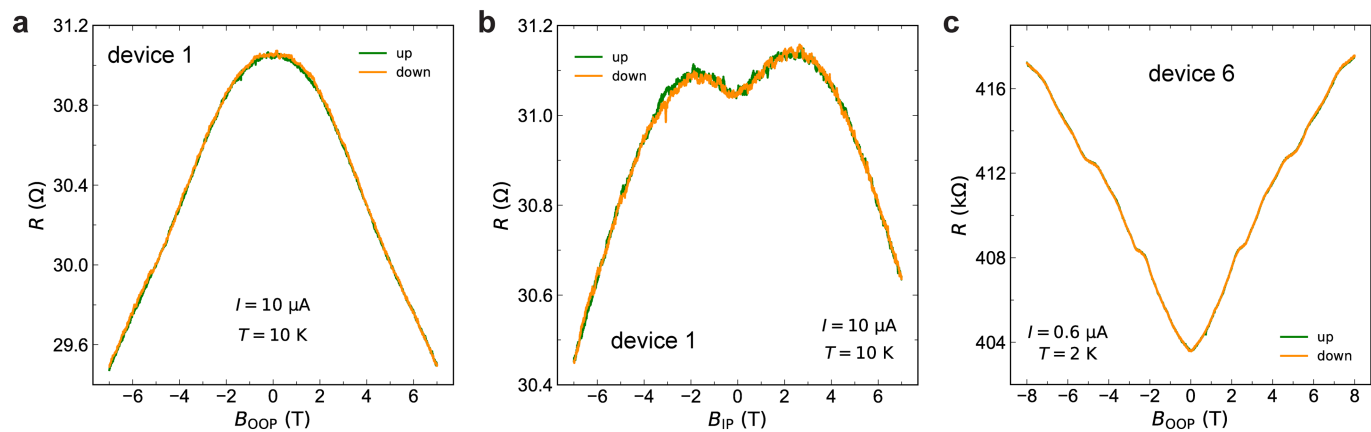 a
31.2
30.8
30.4
30.0
29.6
R (Ω)
device 1
up
down
I = 10 μA
T = 10 K
−6 −4 −2 0 2 4 6
B_OOP (T)
b
31.2
31.0
30.8
30.6
30.4
R (Ω)
up
down
device 1
I = 10 μA
T = 10 K
−6 −4 −2 0 2 4 6
B_IP (T)
c
416
412
408
404
R (kΩ)
device 6
I = 0.6 μA
T = 2 K
up
down
−8 −6 −4 −2 0 2 4 6 8
B_OOP (T)